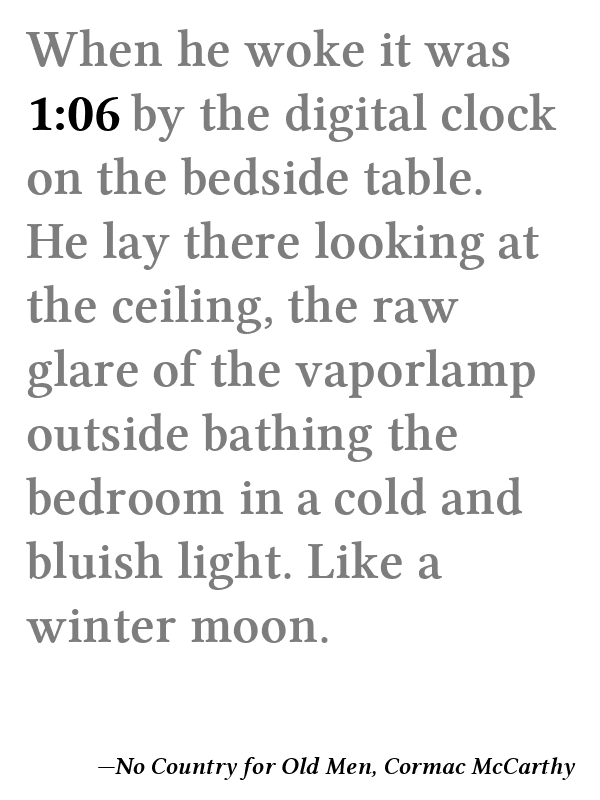 When he woke it was
1:06 by the digital clock
on the bedside table.
He lay there looking at
the ceiling, the raw
glare of the vaporlamp
outside bathing the
bedroom in a cold and
bluish light. Like a
winter moon.
—No Country for Old Men, Cormac McCarthy